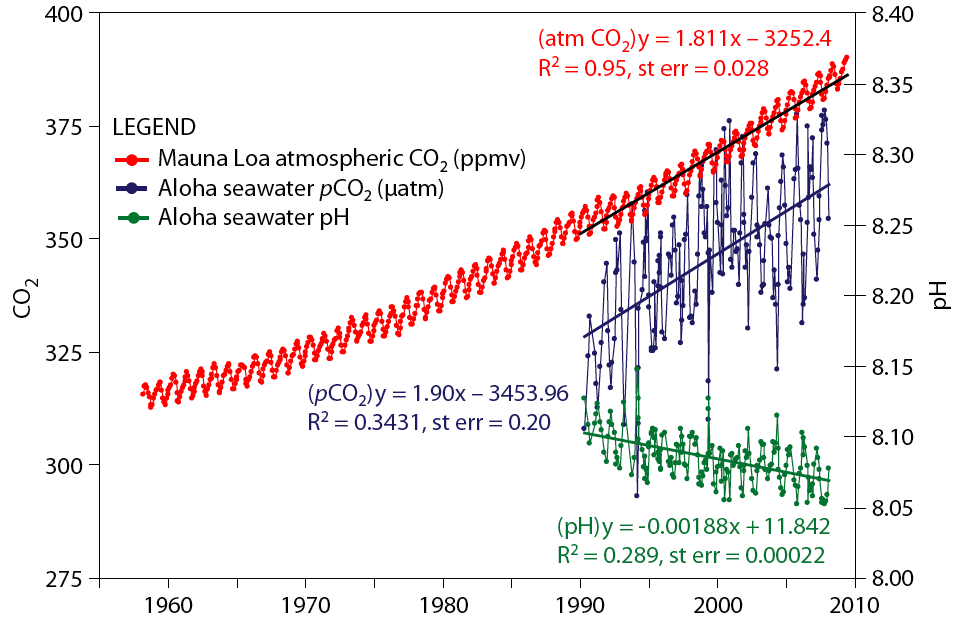 400
375
350
325
300
275
CO₂
(atm CO₂)y = 1.811x – 3252.4
R² = 0.95, st err = 0.028
LEGEND
Mauna Loa atmospheric CO₂ (ppmv)
Aloha seawater pCO₂ (μatm)
Aloha seawater pH
(pCO₂)y = 1.90x – 3453.96
R² = 0.3431, st err = 0.20
(pH)y = -0.00188x + 11.842
R² = 0.289, st err = 0.00022
8.40
8.35
8.30
8.25
8.20
8.15
8.10
8.05
8.00
pH
1960 1970 1980 1990 2000 2010